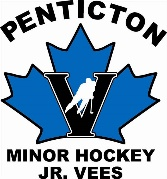 PENTICTON
V
MINOR HOCKEY
JR. VEES